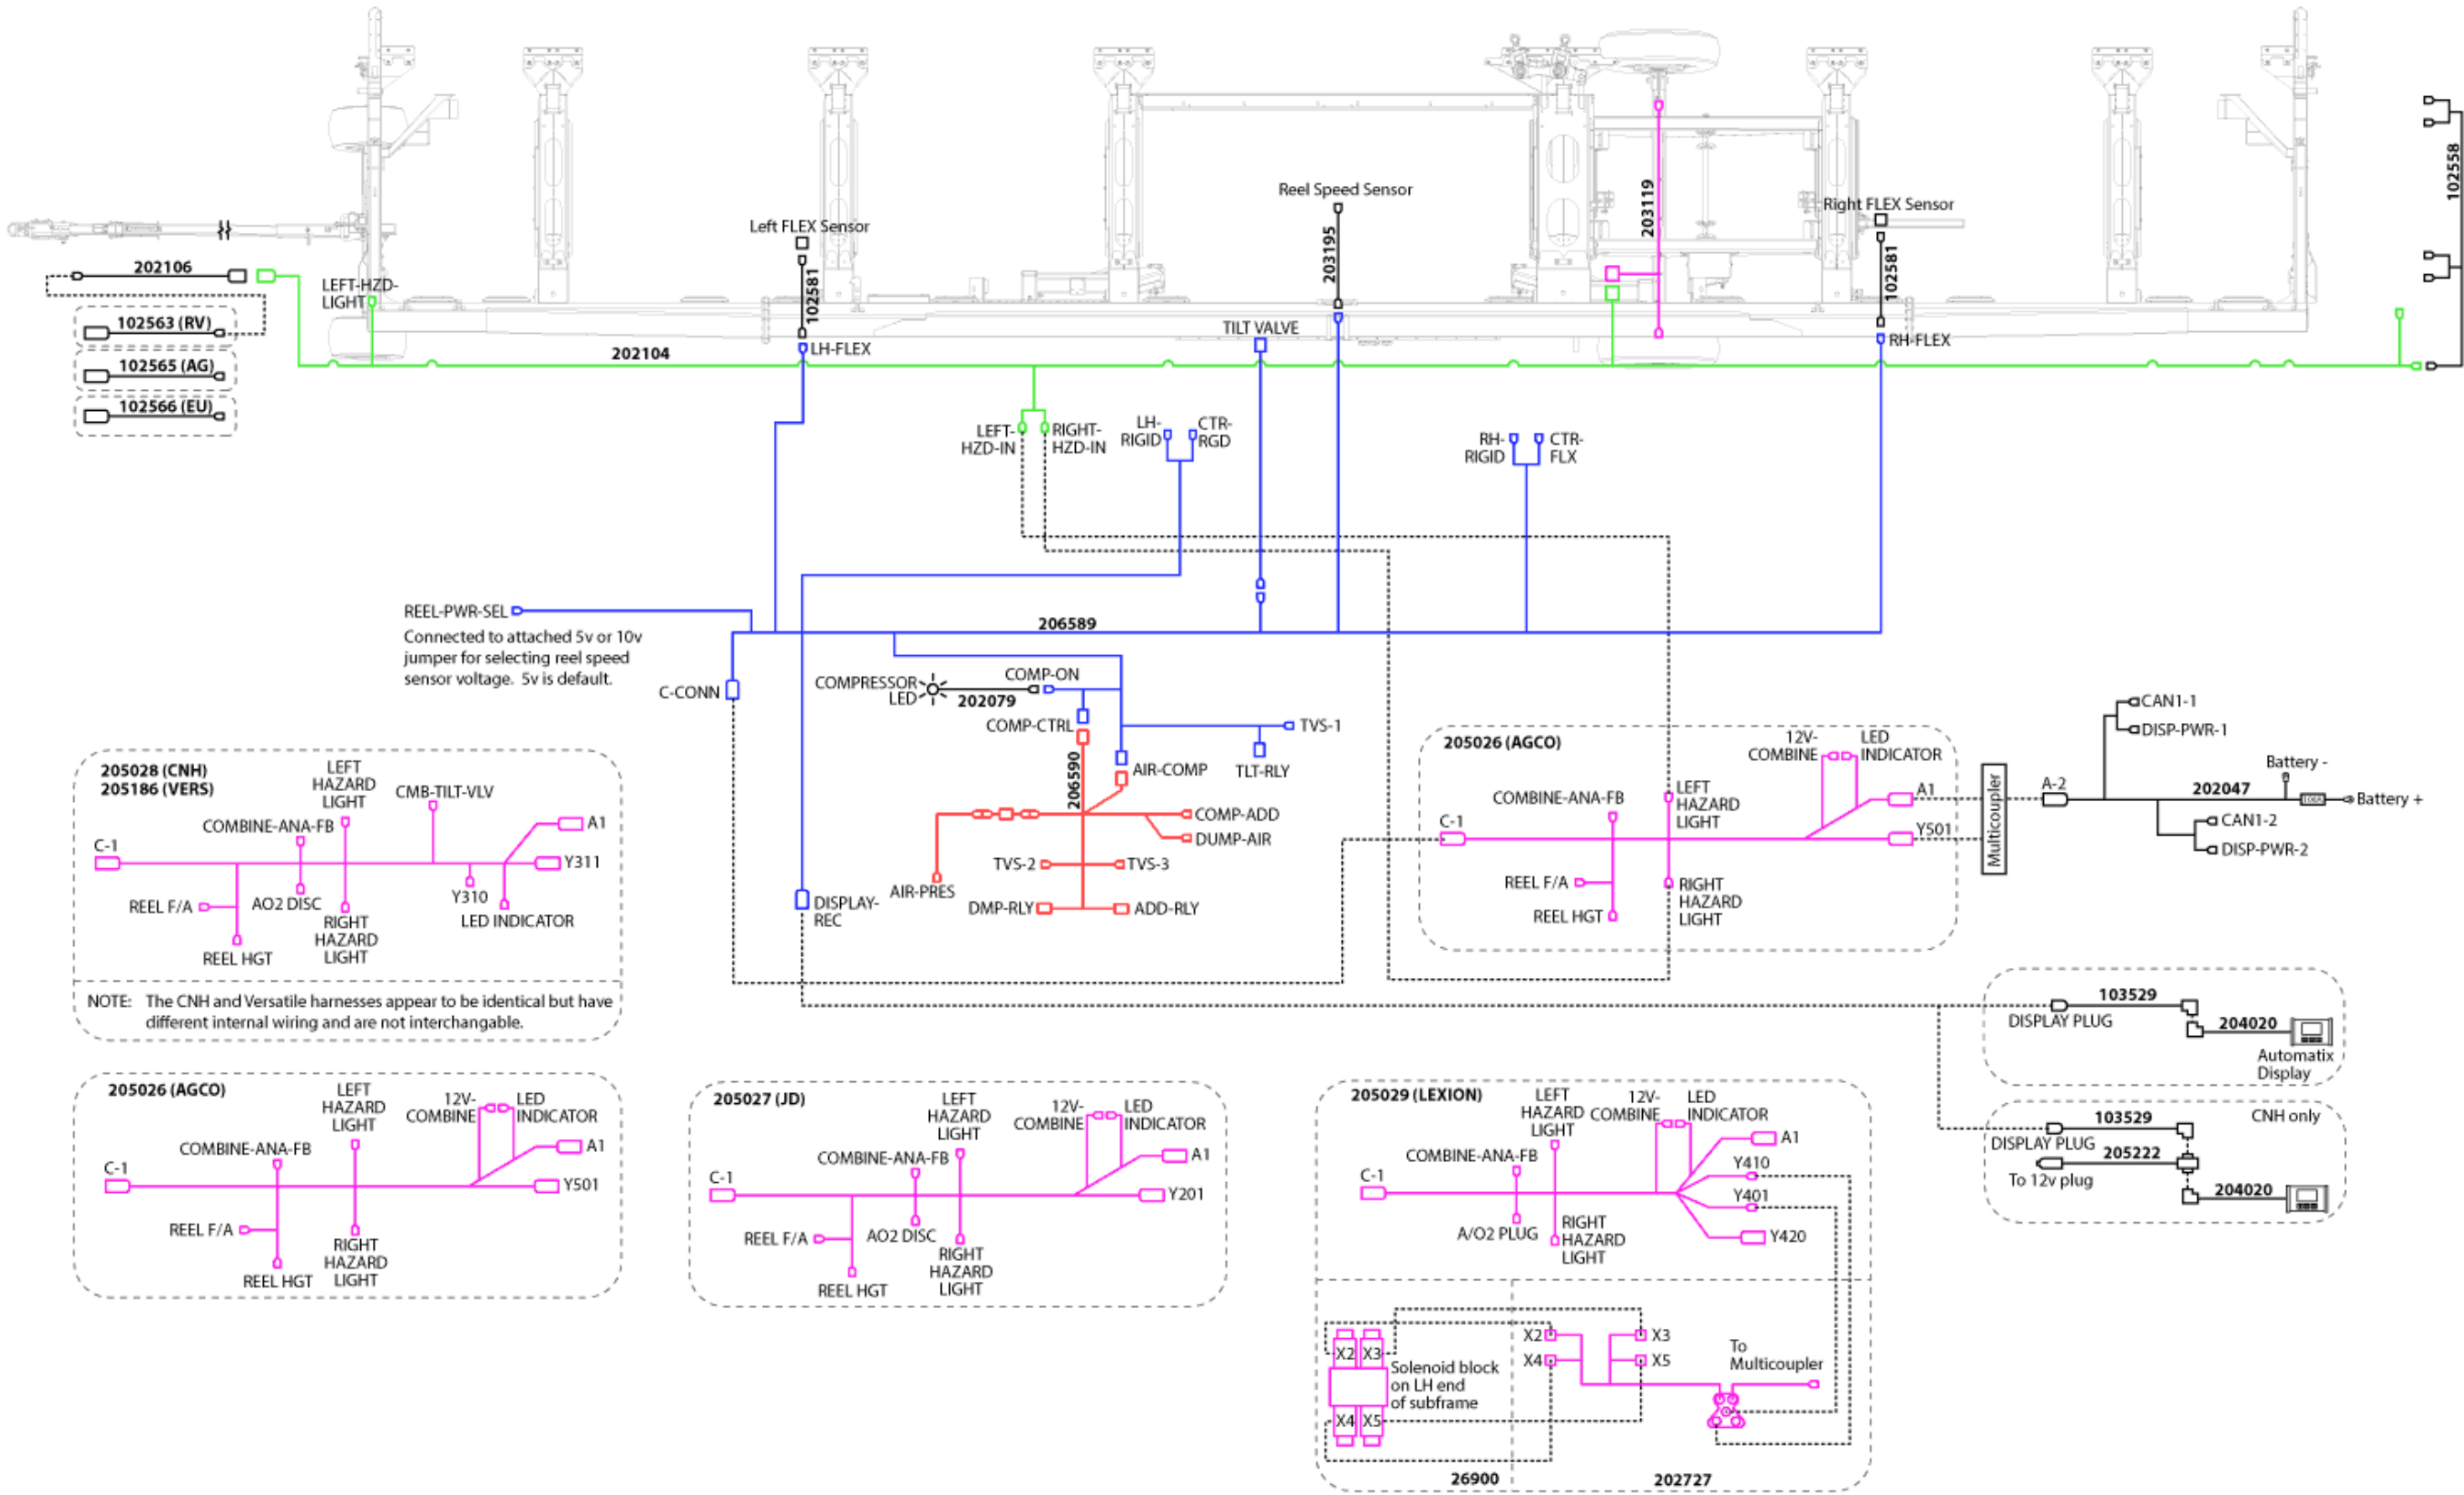 102558
Reel Speed Sensor
203195
203119
Right FLEX Sensor
102581
Left FLEX Sensor
102581
202106
LEFT-HZD-
LIGHT
102563 (RV)
102565 (AG)
102566 (EU)
202104
LH-FLEX
TILT VALVE
RH-FLEX
LEFT-
HZD-IN
RIGHT-
HZD-IN
LH-
RIGID
CTR-
RGD
RH-
RIGID
CTR-
FLX
REEL-PWR-SEL
Connected to attached 5v or 10v
jumper for selecting reel speed
sensor voltage. 5v is default.
206589
C-CONN
COMPRESSOR
LED
202079
COMP-ON
COMP-CTRL
206590
AIR-COMP
TVS-1
TLT-RLY
COMP-ADD
DUMP-AIR
TVS-2
TVS-3
AIR-PRES
DMP-RLY
ADD-RLY
DISPLAY-
REC
205028 (CNH)
205186 (VERS)
LEFT
HAZARD
LIGHT
CMB-TILT-VLV
COMBINE-ANA-FB
C-1
A1
Y311
REEL F/A
AO2 DISC
Y310
LED INDICATOR
RIGHT
HAZARD
LIGHT
REEL HGT
NOTE: The CNH and Versatile harnesses appear to be identical but have
different internal wiring and are not interchangable.
205026 (AGCO)
12V-
COMBINE
LED
INDICATOR
COMBINE-ANA-FB
LEFT
HAZARD
LIGHT
C-1
A1
Y501
REEL F/A
REEL HGT
RIGHT
HAZARD
LIGHT
Multicoupler
A-2
CAN1-1
DISP-PWR-1
202047
Battery -
100A
Battery +
CAN1-2
DISP-PWR-2
103529
DISPLAY PLUG
204020
Automatix
Display
CNH only
103529
DISPLAY PLUG
205222
To 12v plug
204020
205026 (AGCO)
LEFT
HAZARD
LIGHT
12V-
COMBINE
LED
INDICATOR
COMBINE-ANA-FB
C-1
A1
Y501
REEL F/A
REEL HGT
RIGHT
HAZARD
LIGHT
205027 (JD)
LEFT
HAZARD
LIGHT
12V-
COMBINE
LED
INDICATOR
COMBINE-ANA-FB
C-1
A1
Y201
REEL F/A
AO2 DISC
REEL HGT
RIGHT
HAZARD
LIGHT
205029 (LEXION)
LEFT
HAZARD
LIGHT
12V-
COMBINE
LED
INDICATOR
COMBINE-ANA-FB
C-1
A1
Y410
Y401
Y420
A/O2 PLUG
RIGHT
HAZARD
LIGHT
X2
X3
X4
X5
Solenoid block
on LH end
of subframe
X2
X3
X4
X5
To
Multicoupler
26900
202727